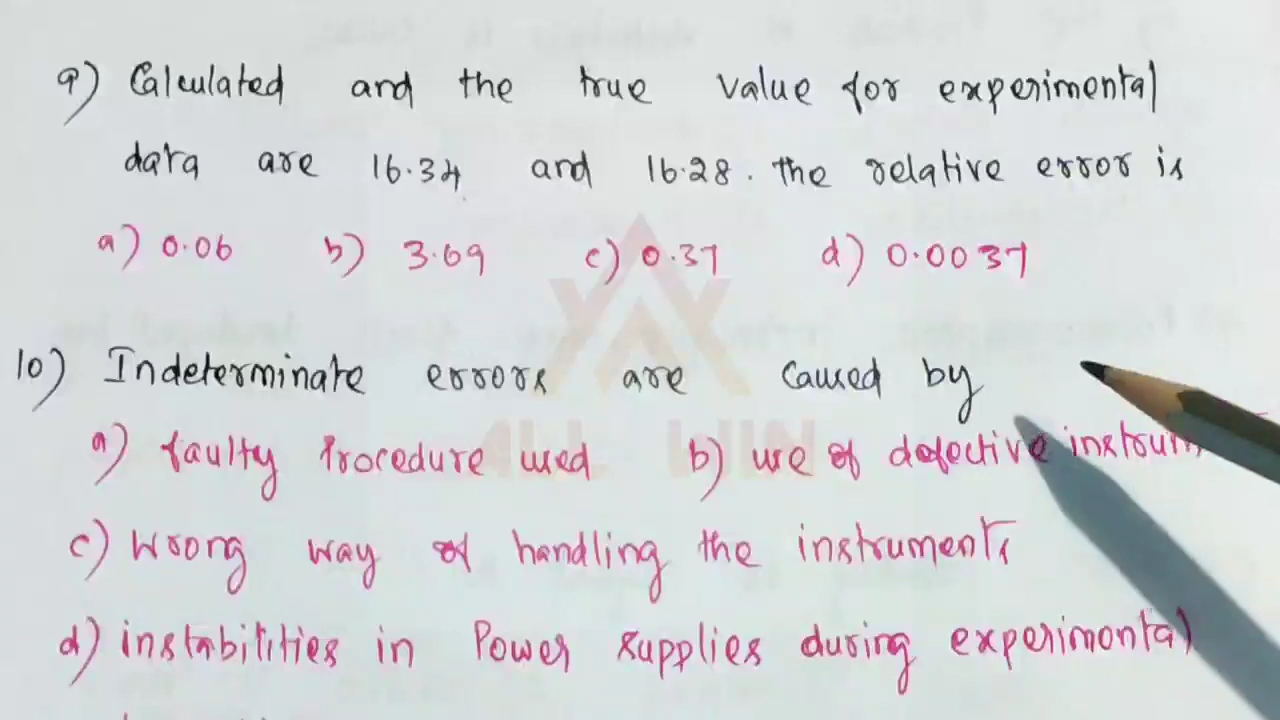 9) Calculated and the true value for experimental
data are 16.34 and 16.28. the relative error is
a) 0.06 b) 3.69 c) 0.37 d) 0.0037
10) Indeterminate errors are caused by
a) faulty Procedure used b) use of defective instrum
c) Wrong way of handling the instruments
d) instabilities in Power supplies during experimental
ALL WIN